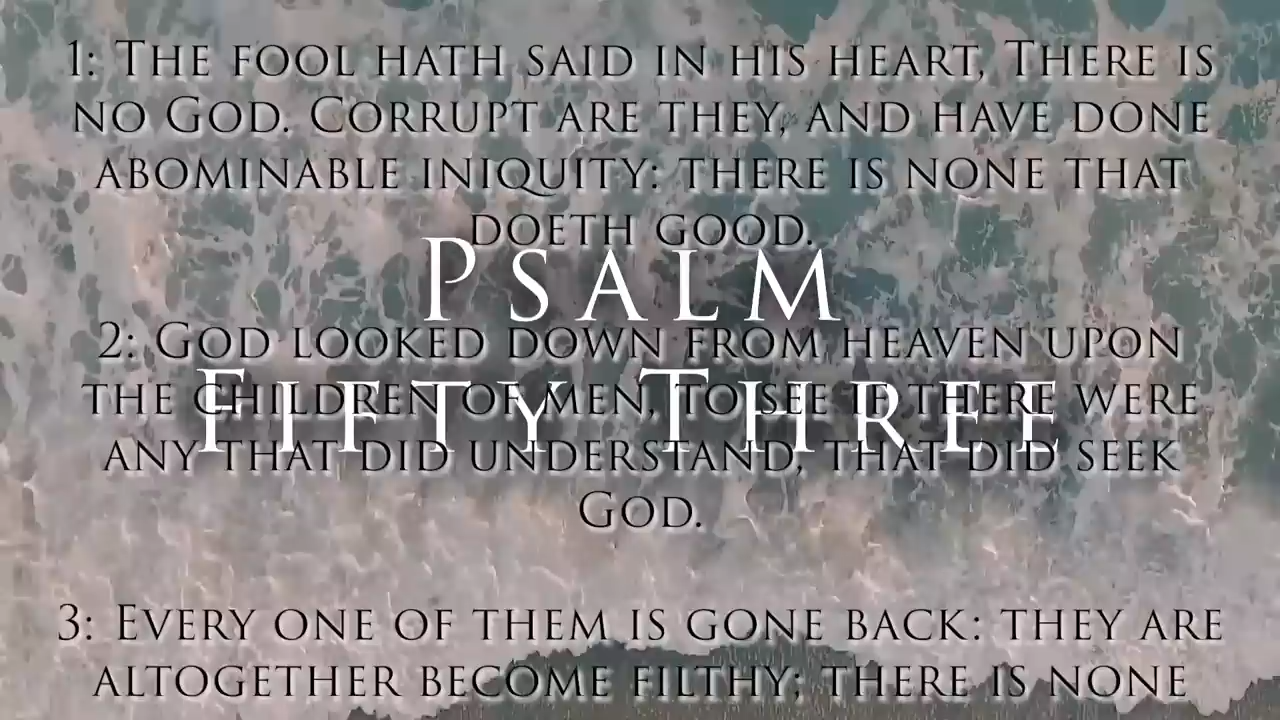 1: The fool hath said in his heart, There is
no God. Corrupt are they, and have done
abominable iniquity: there is none that
doeth good.
Psalm
2: God looked down from heaven upon
the children of men, to see if there were
Fifty Three
any that did understand, that did seek
God.
3: Every one of them is gone back: they are
altogether become filthy; there is none